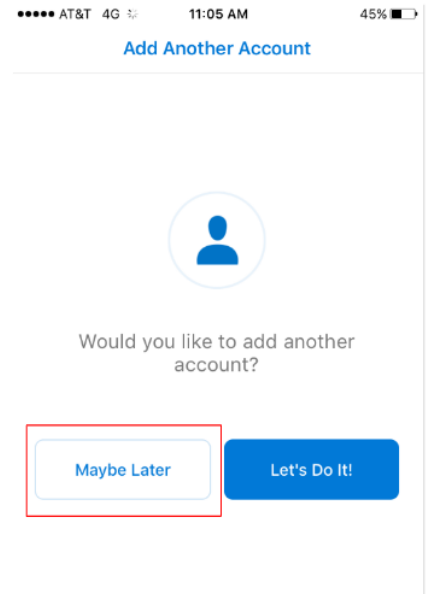 AT&T 4G 11:05 AM 45%
Add Another Account
Would you like to add another
account?
Maybe Later Let's Do It!